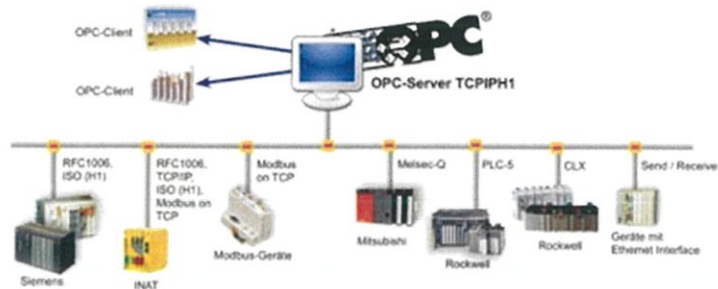 OPC-Client
OPC-Client
OPC®
OPC-Server TCPIPH1
RFC1006,
ISO (H1)
Siemens
RFC1006,
TCP/IP,
ISO (H1),
Modbus on
TCP
INAT
Modbus
on TCP
Modbus-Geräte
Melsec-Q
Mitsubishi
PLC-5
Rockwell
CLX
Rockwell
Send / Receive
Geräte mit
Ethernet Interface